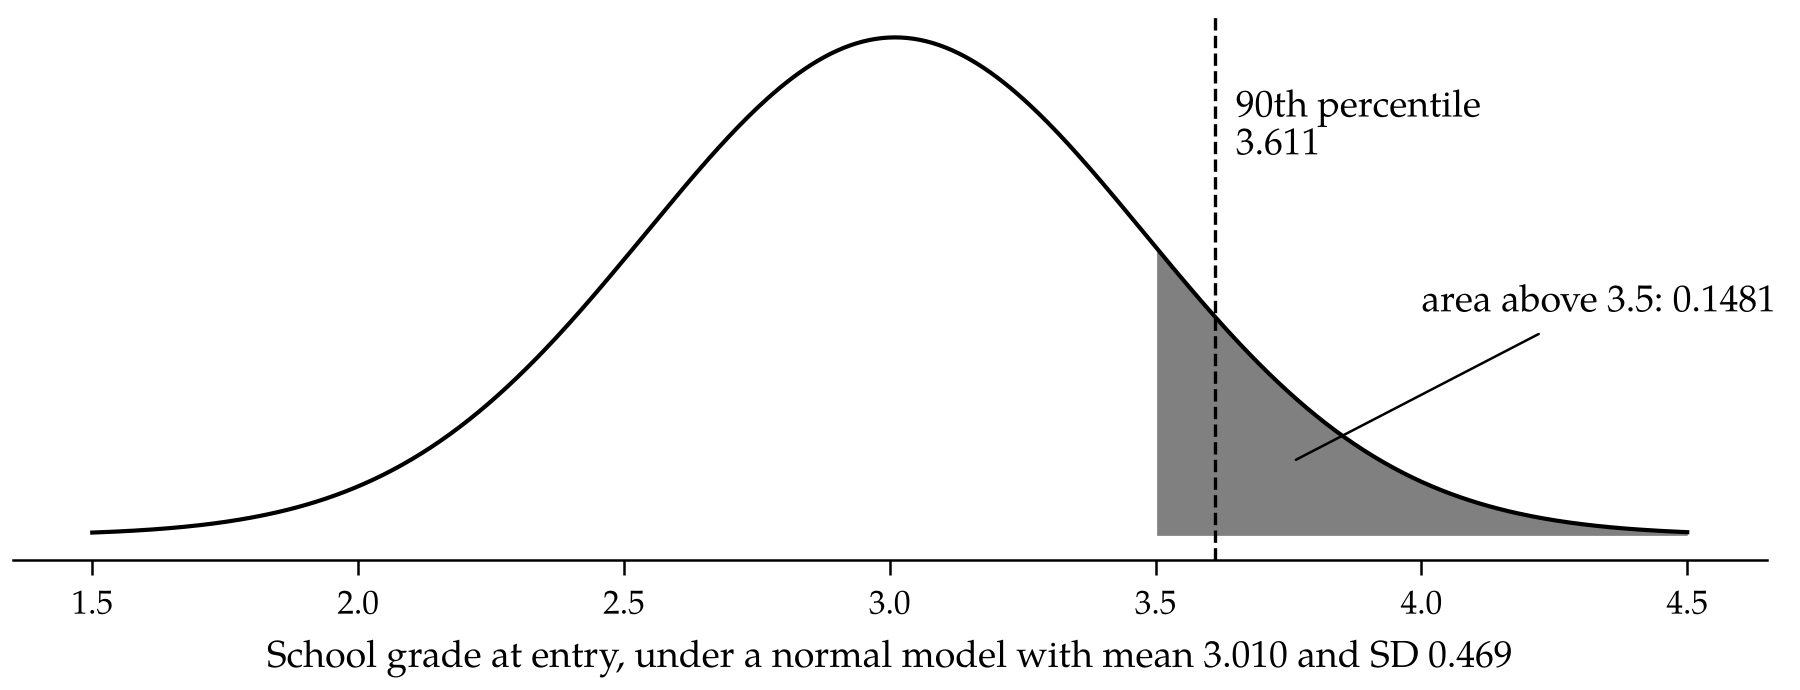 90th percentile
3.611
area above 3.5: 0.1481
1.5 2.0 2.5 3.0 3.5 4.0 4.5
School grade at entry, under a normal model with mean 3.010 and SD 0.469